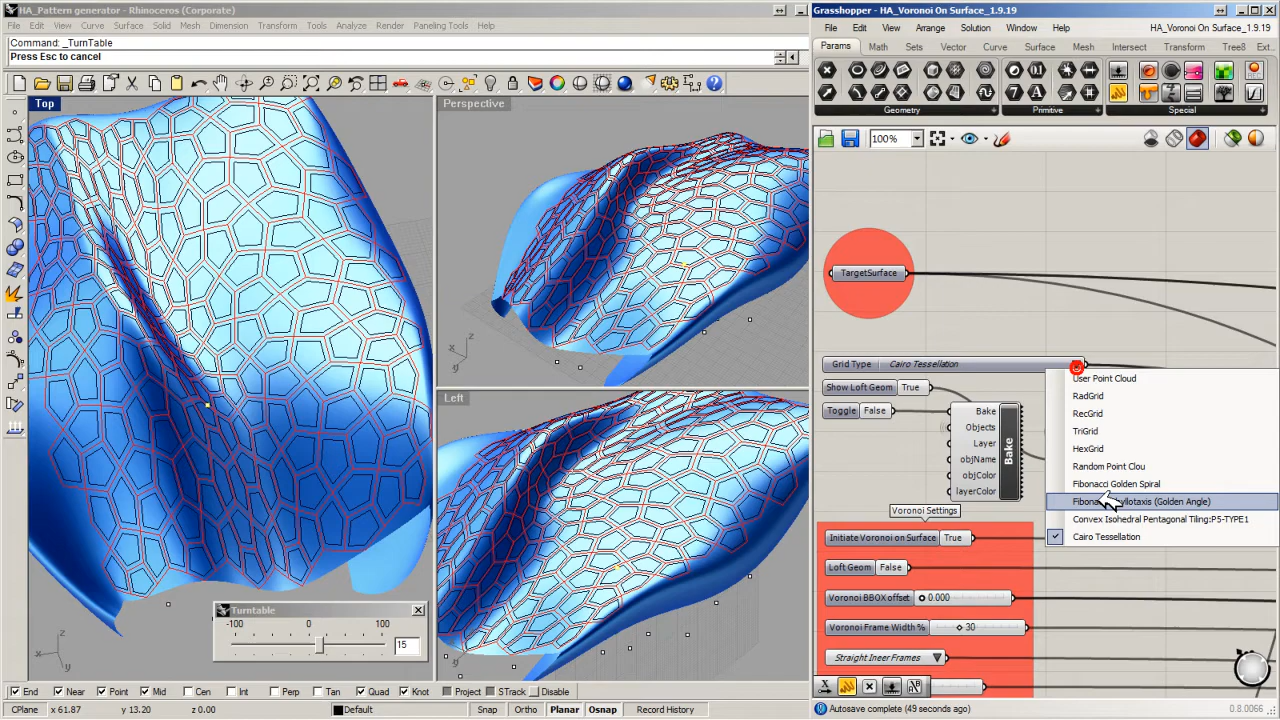 HA_Pattern generator - Rhinoceros (Corporate)
File Edit View Curve Surface Solid Mesh Dimension Transform Tools Analyze Render Paneling Tools Help
Command: _TurnTable
Press Esc to cancel
Top
Perspective
Left
Turntable
-100 0 100
15
End Near Point Mid Cen Int Perp Tan Quad Knot Project STrack Disable
CPlane x 61.87 y 13.20 z 0.00 Default Snap Ortho Planar Osnap Record History
Grasshopper - HA_Voronoi On Surface_1.9.19
File Edit View Arrange Solution Window Help HA_Voronoi On Surface_1.9.19
Params Math Sets Vector Curve Surface Mesh Intersect Transform Tree8 Ext
Geometry Primitive Special
100%
TargetSurface
Grid Type Cairo Tessellation
Show Loft Geom True
Toggle False
Bake
Objects
Layer
objName
objColor
layerColor
Bake
User Point Cloud
RadGrid
RecGrid
TriGrid
HexGrid
Random Point Clou
Fibonacci Golden Spiral
(Golden Angle)
Convex Isohedral Pentagonal Tiling:P5-TYPE1
Cairo Tessellation
Voronoi Settings
Initiate Voronoi on Surface True
Loft Geom False
Voronoi BBOX offset 0.000
Voronoi Frame Width % 30
Straight Ineer Frames
Autosave complete (49 seconds ago)
0.8.0066